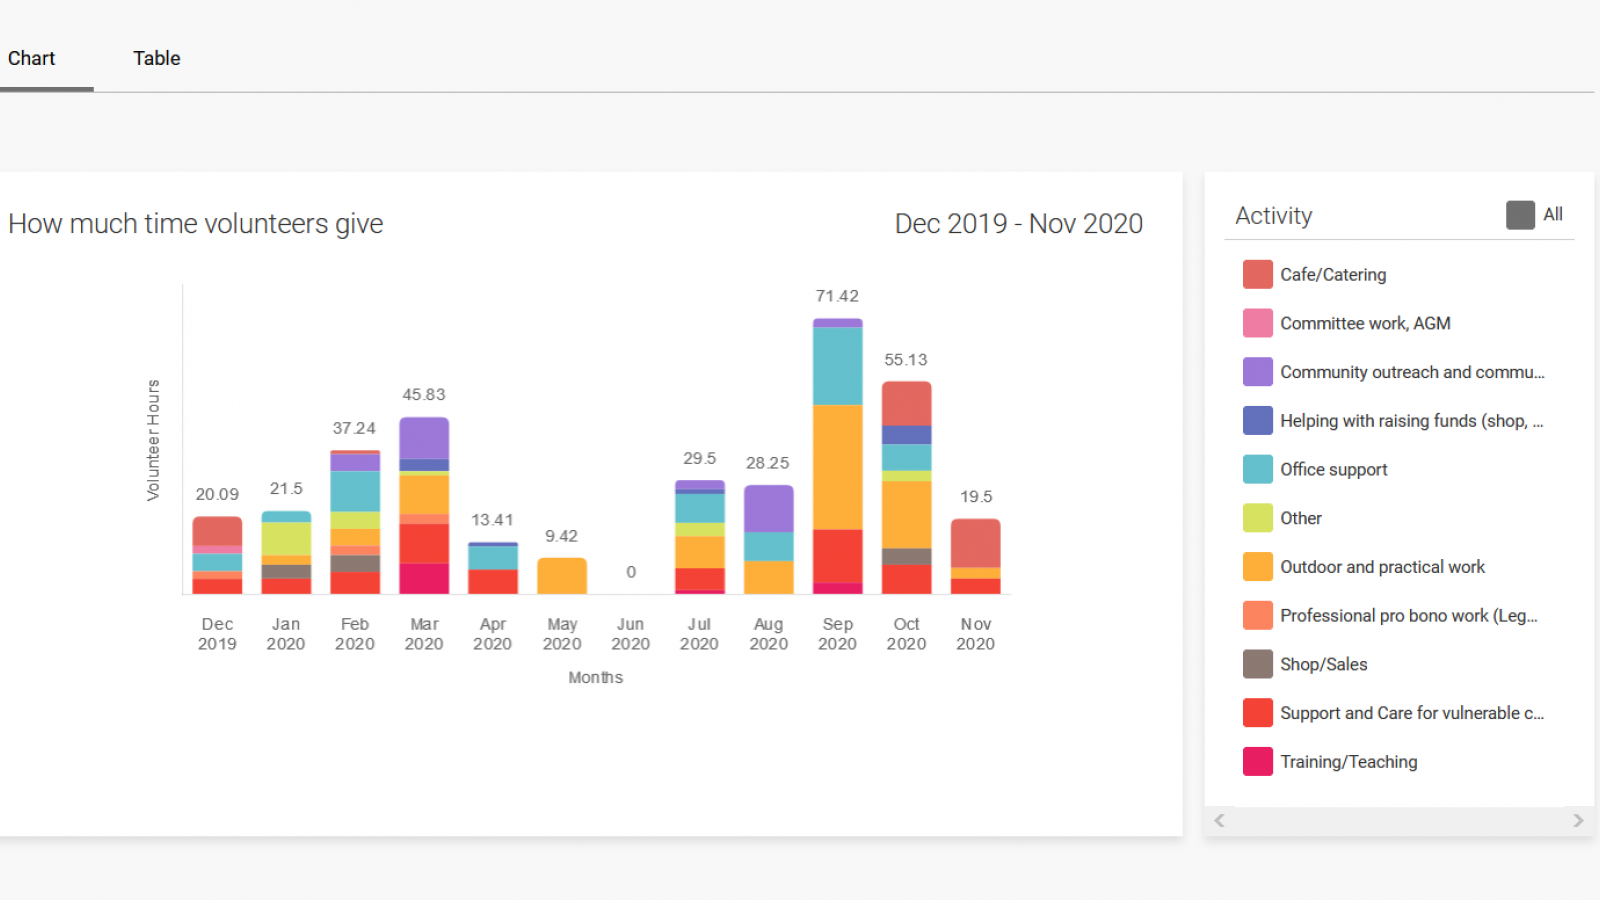 Chart Table
How much time volunteers give
Dec 2019 - Nov 2020
Volunteer Hours
20.09
21.5
37.24
45.83
13.41
9.42
0
29.5
28.25
71.42
55.13
19.5
Dec 2019
Jan 2020
Feb 2020
Mar 2020
Apr 2020
May 2020
Jun 2020
Jul 2020
Aug 2020
Sep 2020
Oct 2020
Nov 2020
Months
Activity All
Cafe/Catering
Committee work, AGM
Community outreach and commu...
Helping with raising funds (shop, ...
Office support
Other
Outdoor and practical work
Professional pro bono work (Leg...
Shop/Sales
Support and Care for vulnerable c...
Training/Teaching